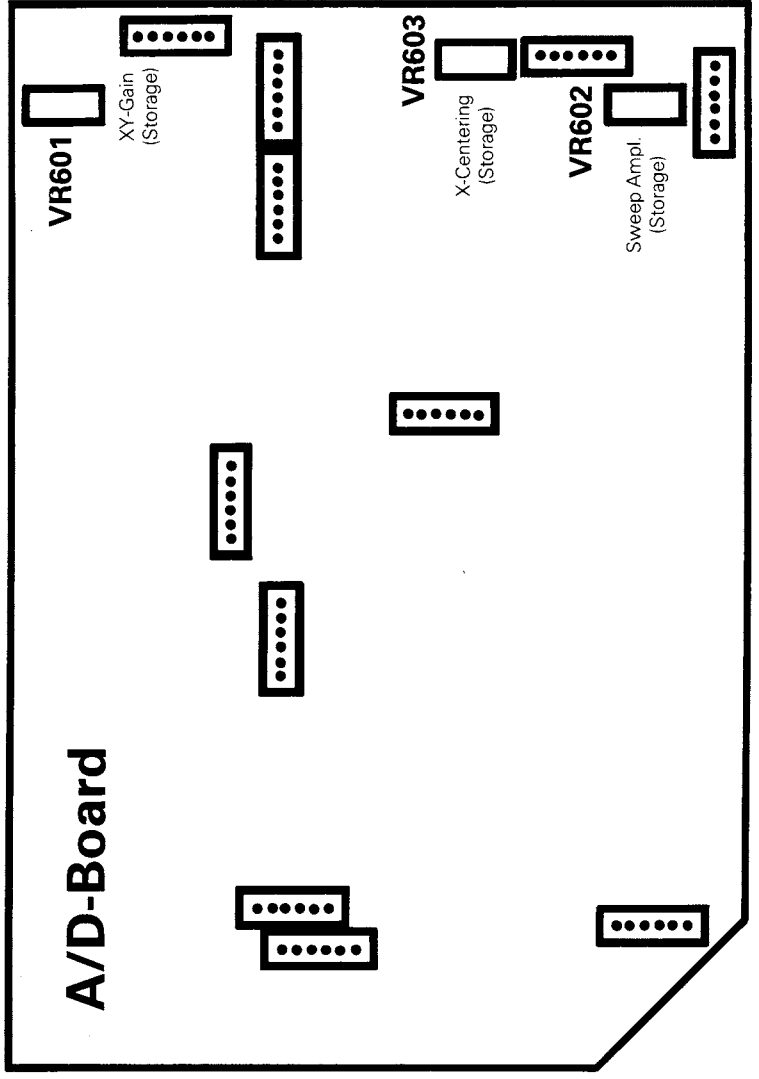 A/D-Board
VR601
XY-Gain
(Storage)
VR603
X-Centering
(Storage)
VR602
Sweep Ampl.
(Storage)